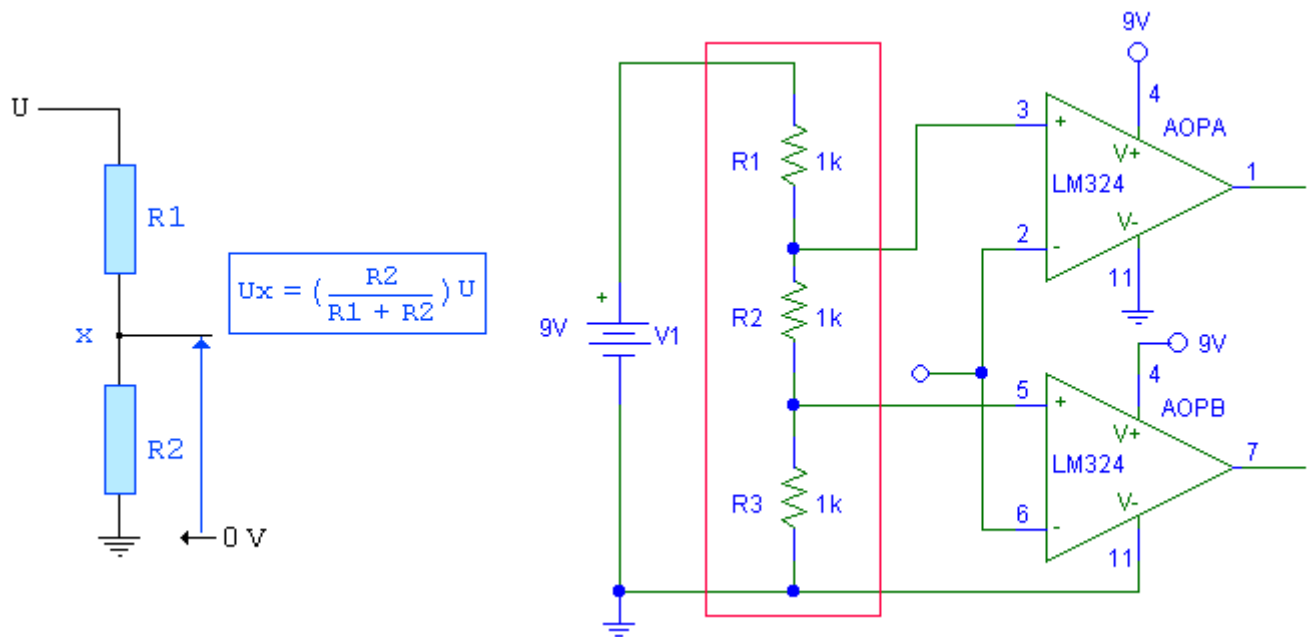 U
R1
x
R2
0 V
Ux = (R2 / R1 + R2) U
9V
+
V1
R1
1k
R2
1k
R3
1k
9V
4
3
+
AOPA
V+
LM324
1
2
-
V-
11
9V
4
5
+
AOPB
V+
LM324
7
6
-
V-
11